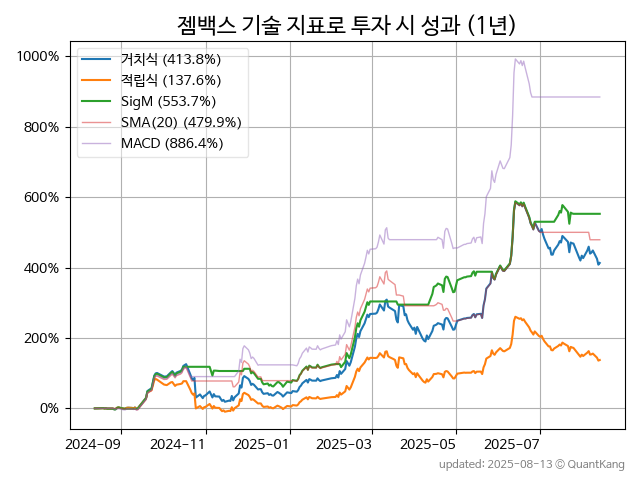 젬백스 기술 지표로 투자 시 성과 (1년)
거치식 (413.8%)
적립식 (137.6%)
SigM (553.7%)
SMA(20) (479.9%)
MACD (886.4%)
1000%
800%
600%
400%
200%
0%
2024-09 2024-11 2025-01 2025-03 2025-05 2025-07
updated: 2025-08-13 © QuantKang